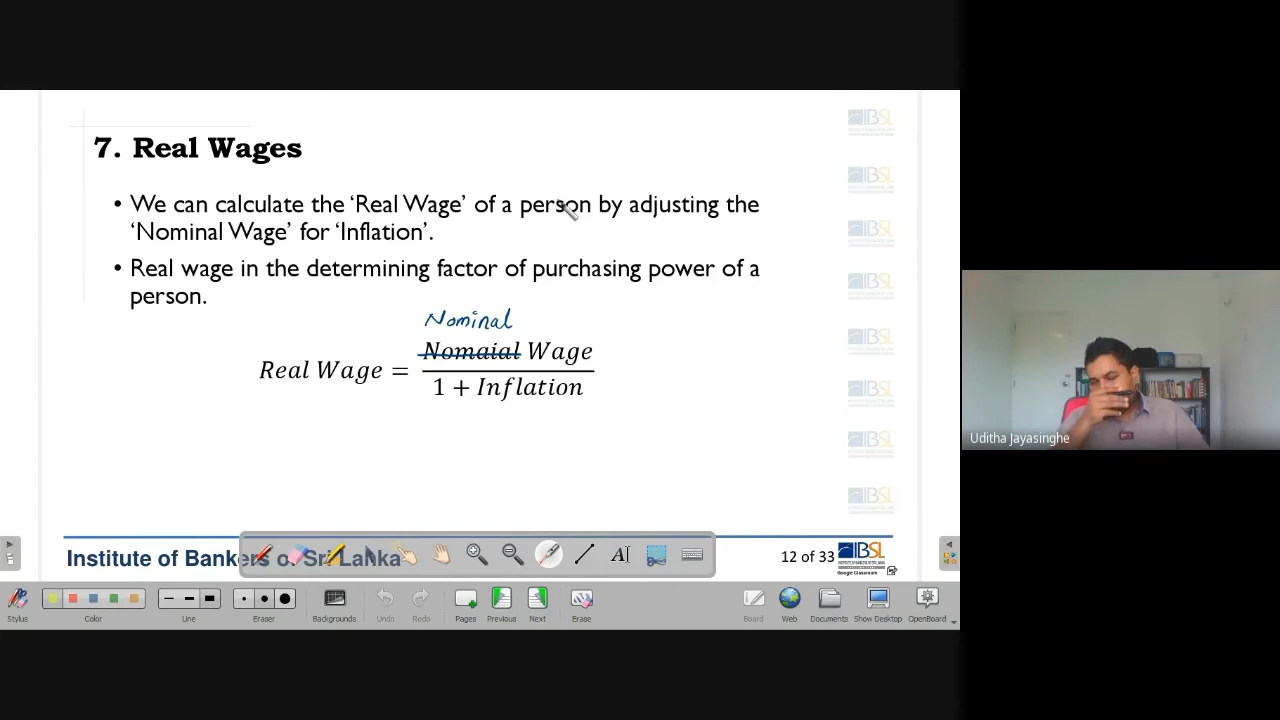 7. Real Wages
• We can calculate the ‘Real Wage’ of a person by adjusting the
‘Nominal Wage’ for ‘Inflation’.
• Real wage in the determining factor of purchasing power of a
person.
Nominal
Real Wage = Nomaial Wage
1 + Inflation
Uditha Jayasinghe
Institute of Bankers of Sri Lanka
12 of 33
IBSL
Google Classroom
Stylus
Color
Line
Eraser
Backgrounds
Undo
Redo
Pages
Previous
Next
Erase
Board
Web
Documents
Show Desktop
OpenBoard